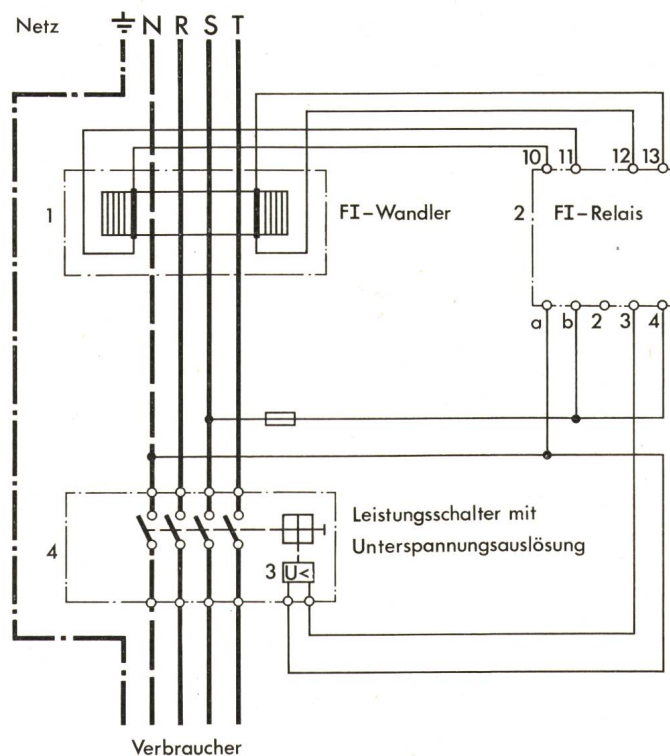 Netz
N R S T
10 11 12 13
1
FI-Wandler
2
FI-Relais
a b 2 3 4
Leistungsschalter mit
Unterspannungsauslösung
4
3
U<
Verbraucher